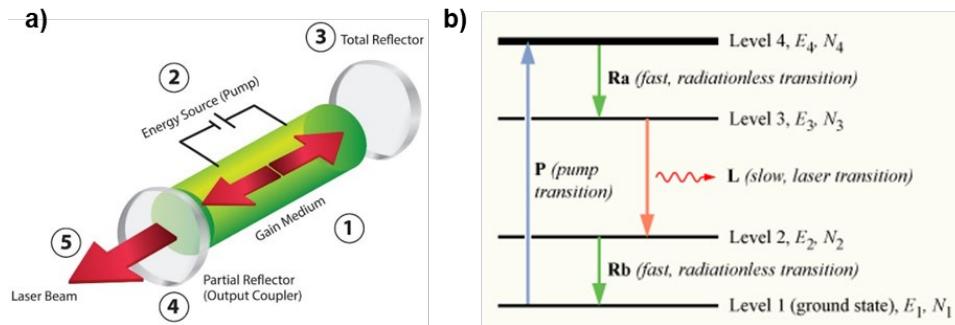 a)
3 Total Reflector
2
Energy Source (Pump)
Gain Medium
1
5
Laser Beam
Partial Reflector
(Output Coupler)
4
b)
Level 4, E4, N4
Ra (fast, radiationless transition)
Level 3, E3, N3
P (pump
transition)
L (slow, laser transition)
Level 2, E2, N2
Rb (fast, radiationless transition)
Level 1 (ground state), E1, N1